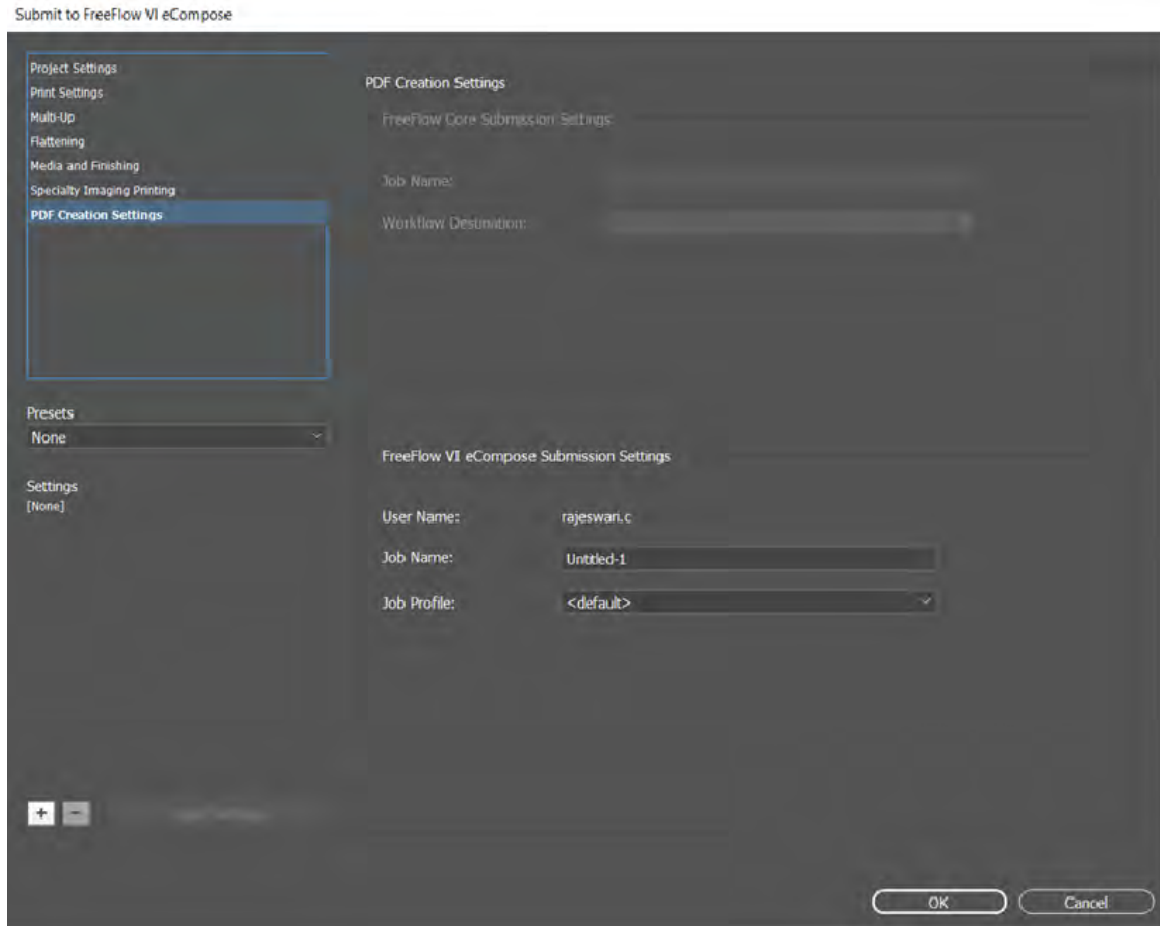 Submit to FreeFlow VI eCompose
Project Settings
Print Settings
Multi-Up
Flattening
Media and Finishing
Specialty Imaging Printing
PDF Creation Settings
Presets
None
Settings
[None]
+ −
PDF Creation Settings
FreeFlow Core Submission Settings
Job Name:
Workflow Destination:
FreeFlow VI eCompose Submission Settings
User Name: rajeswari.c
Job Name: Untitled-1
Job Profile: <default>
OK Cancel